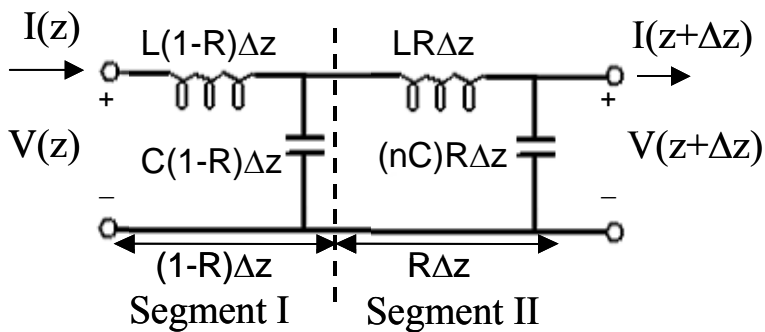 I(z) L(1-R)Δz LRΔz I(z+Δz)
+ +
V(z) C(1-R)Δz (nC)RΔz V(z+Δz)
− −
(1-R)Δz RΔz
Segment I Segment II